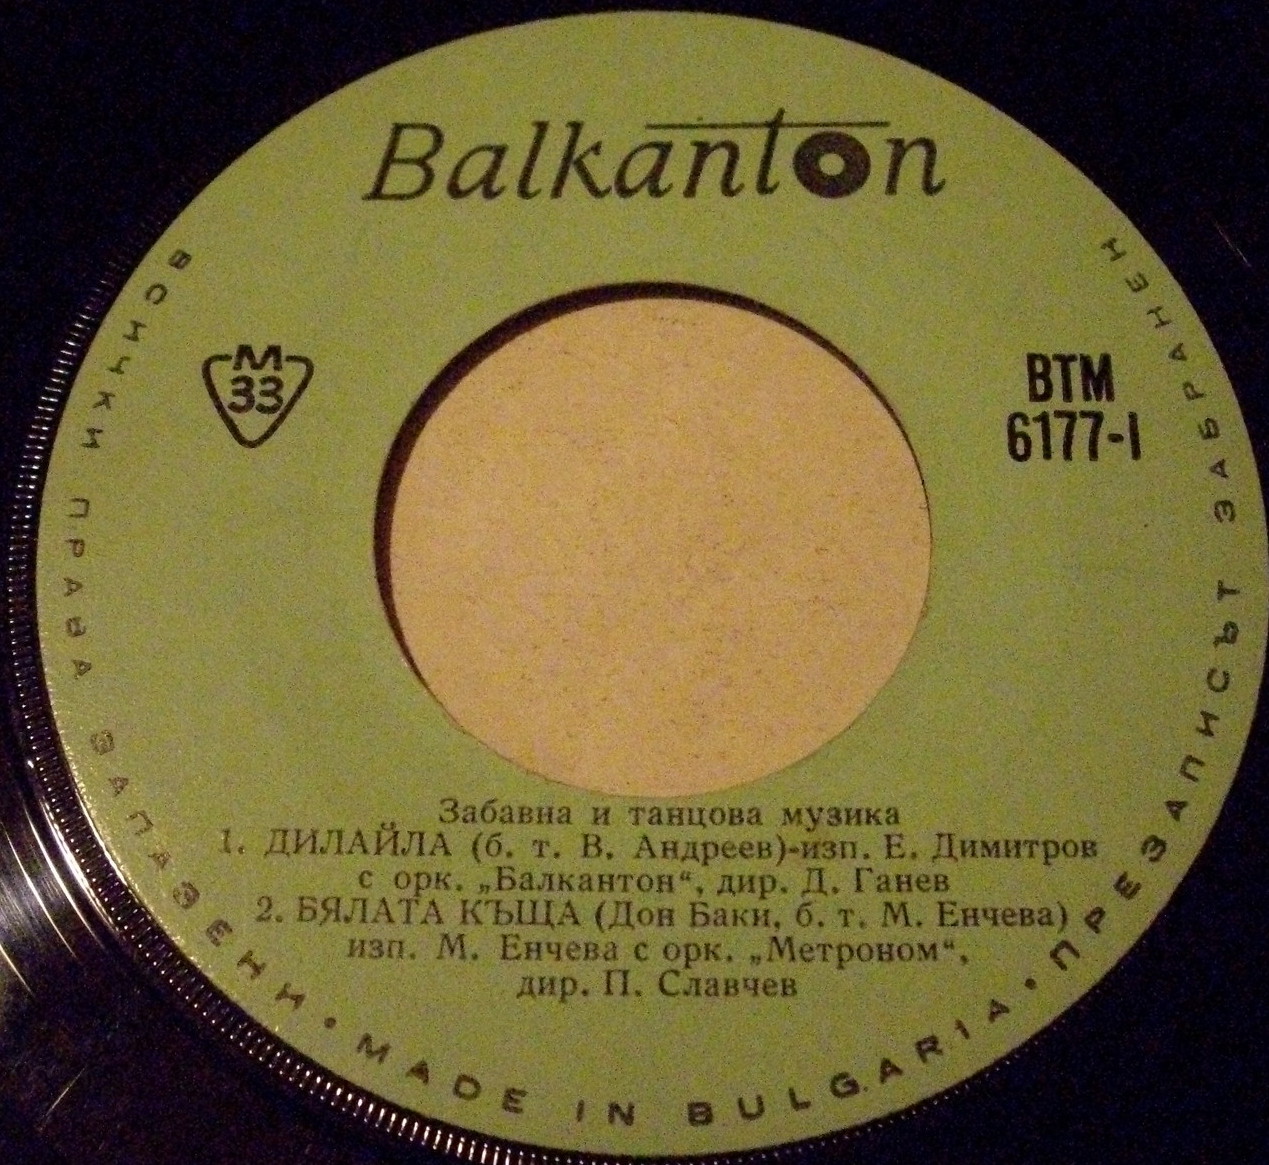 Balkanton
M
33
ВТМ
6177-I
Забавна и танцова музика
1. ДИЛАЙЛА (б. т. В. Андреев)-изп. Е. Димитров
с орк. „Балкантон“, дир. Д. Ганев
2. БЯЛАТА КЪЩА (Дон Баки, б. т. М. Енчева)
изп. М. Енчева с орк. „Метроном“,
дир. П. Славчев
ВСИЧКИ ПРАВА ЗАПАЗЕНИ • MADE IN BULGARIA • ПРЕЗАПИСЪТ ЗАБРАНЕН